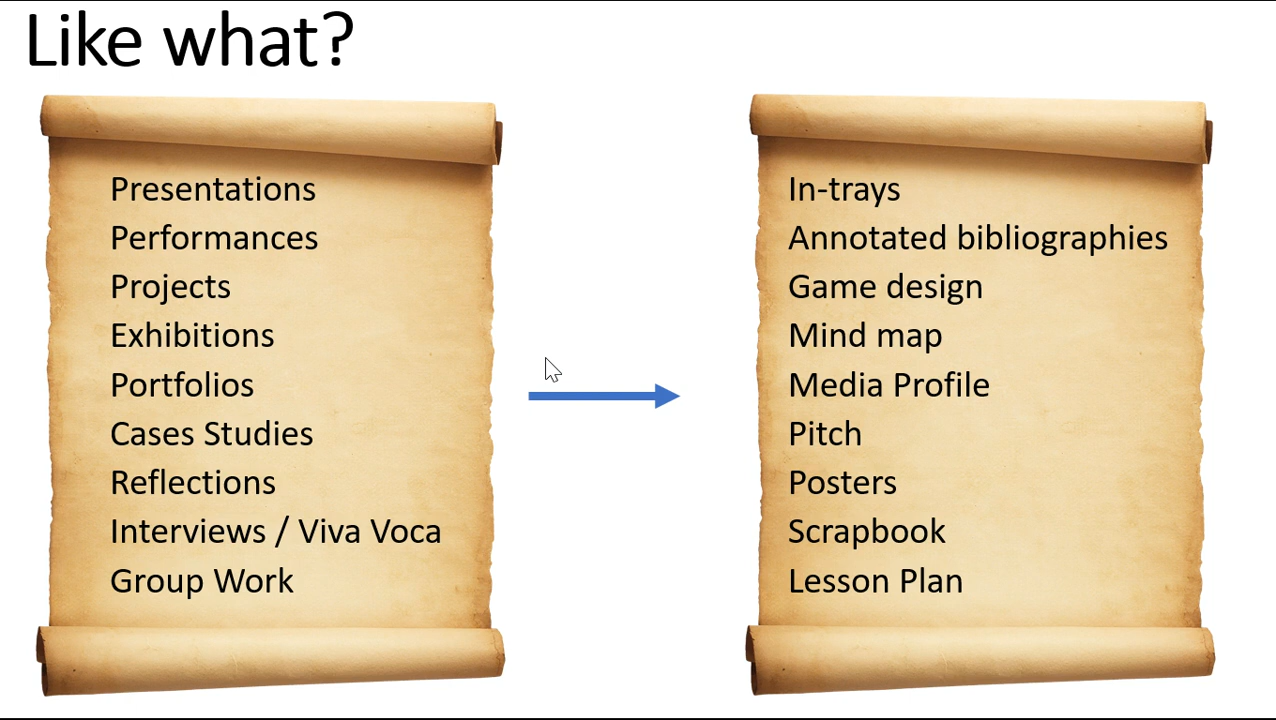 Like what?
Presentations
Performances
Projects
Exhibitions
Portfolios
Cases Studies
Reflections
Interviews / Viva Voca
Group Work
In-trays
Annotated bibliographies
Game design
Mind map
Media Profile
Pitch
Posters
Scrapbook
Lesson Plan